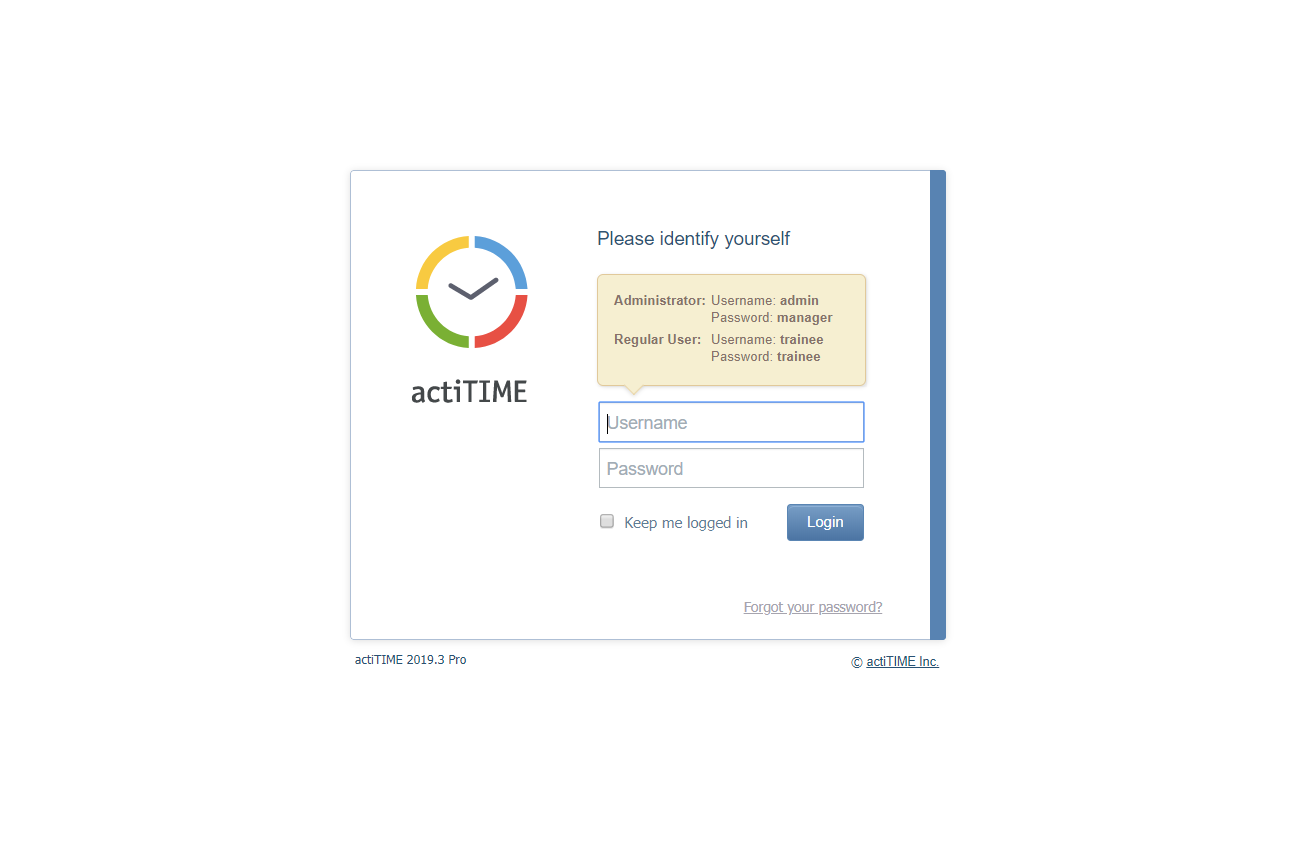 Please identify yourself
Administrator: Username: admin
Password: manager
Regular User: Username: trainee
Password: trainee
actiTIME
Username
Password
Keep me logged in
Login
Forgot your password?
actiTIME 2019.3 Pro
© actiTIME Inc.